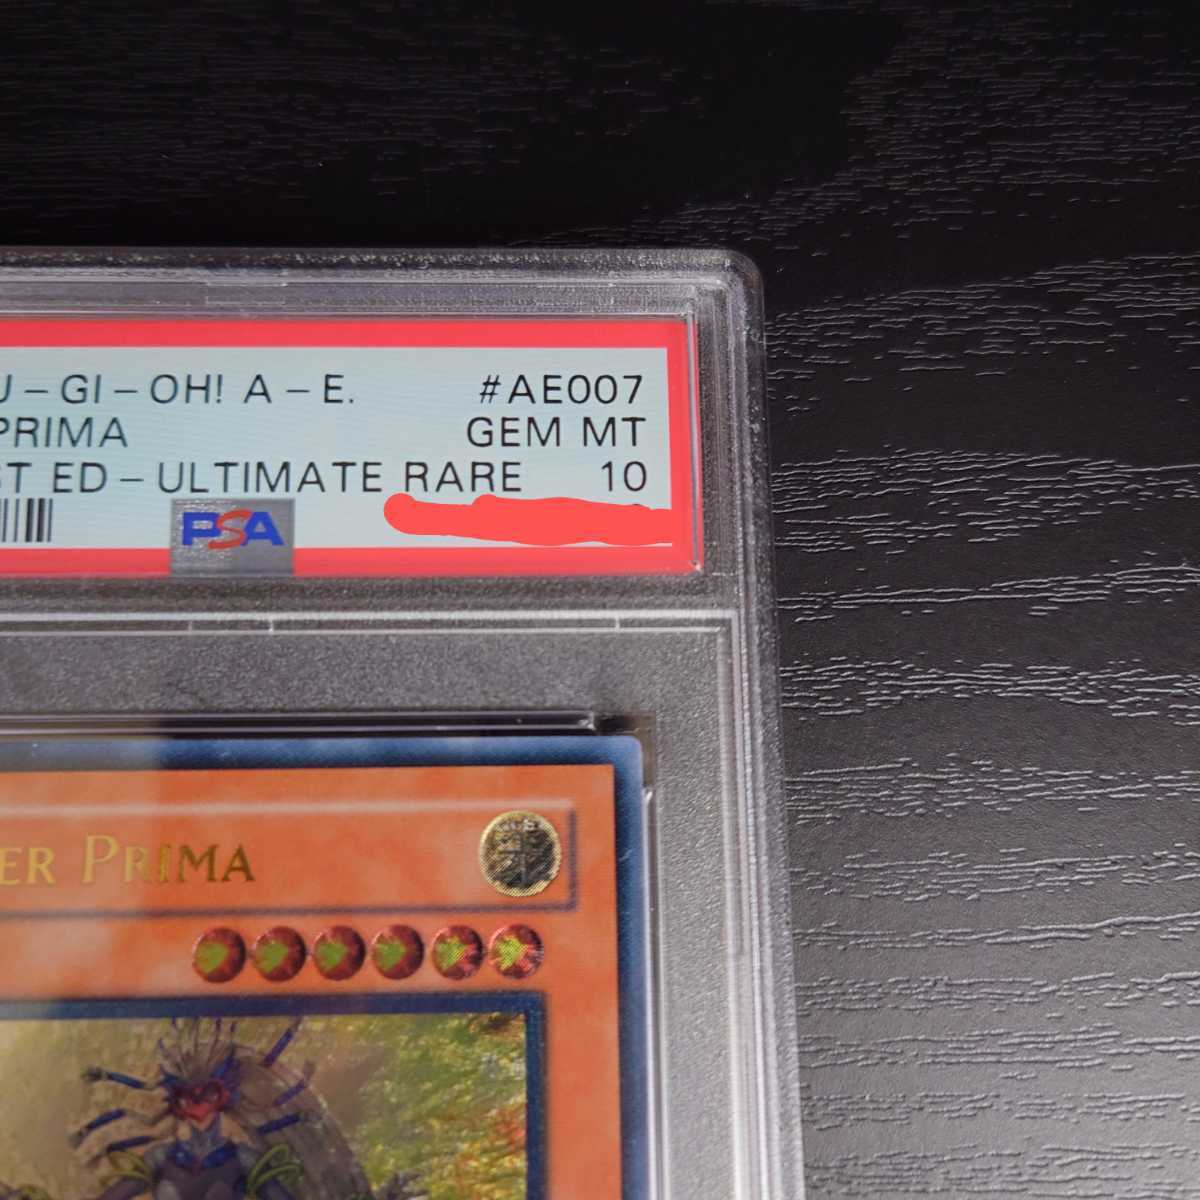 U-GI-OH! A-E. #AE007
PRIMA GEM MT
ST ED-ULTIMATE RARE 10
PSA
ER PRIMA